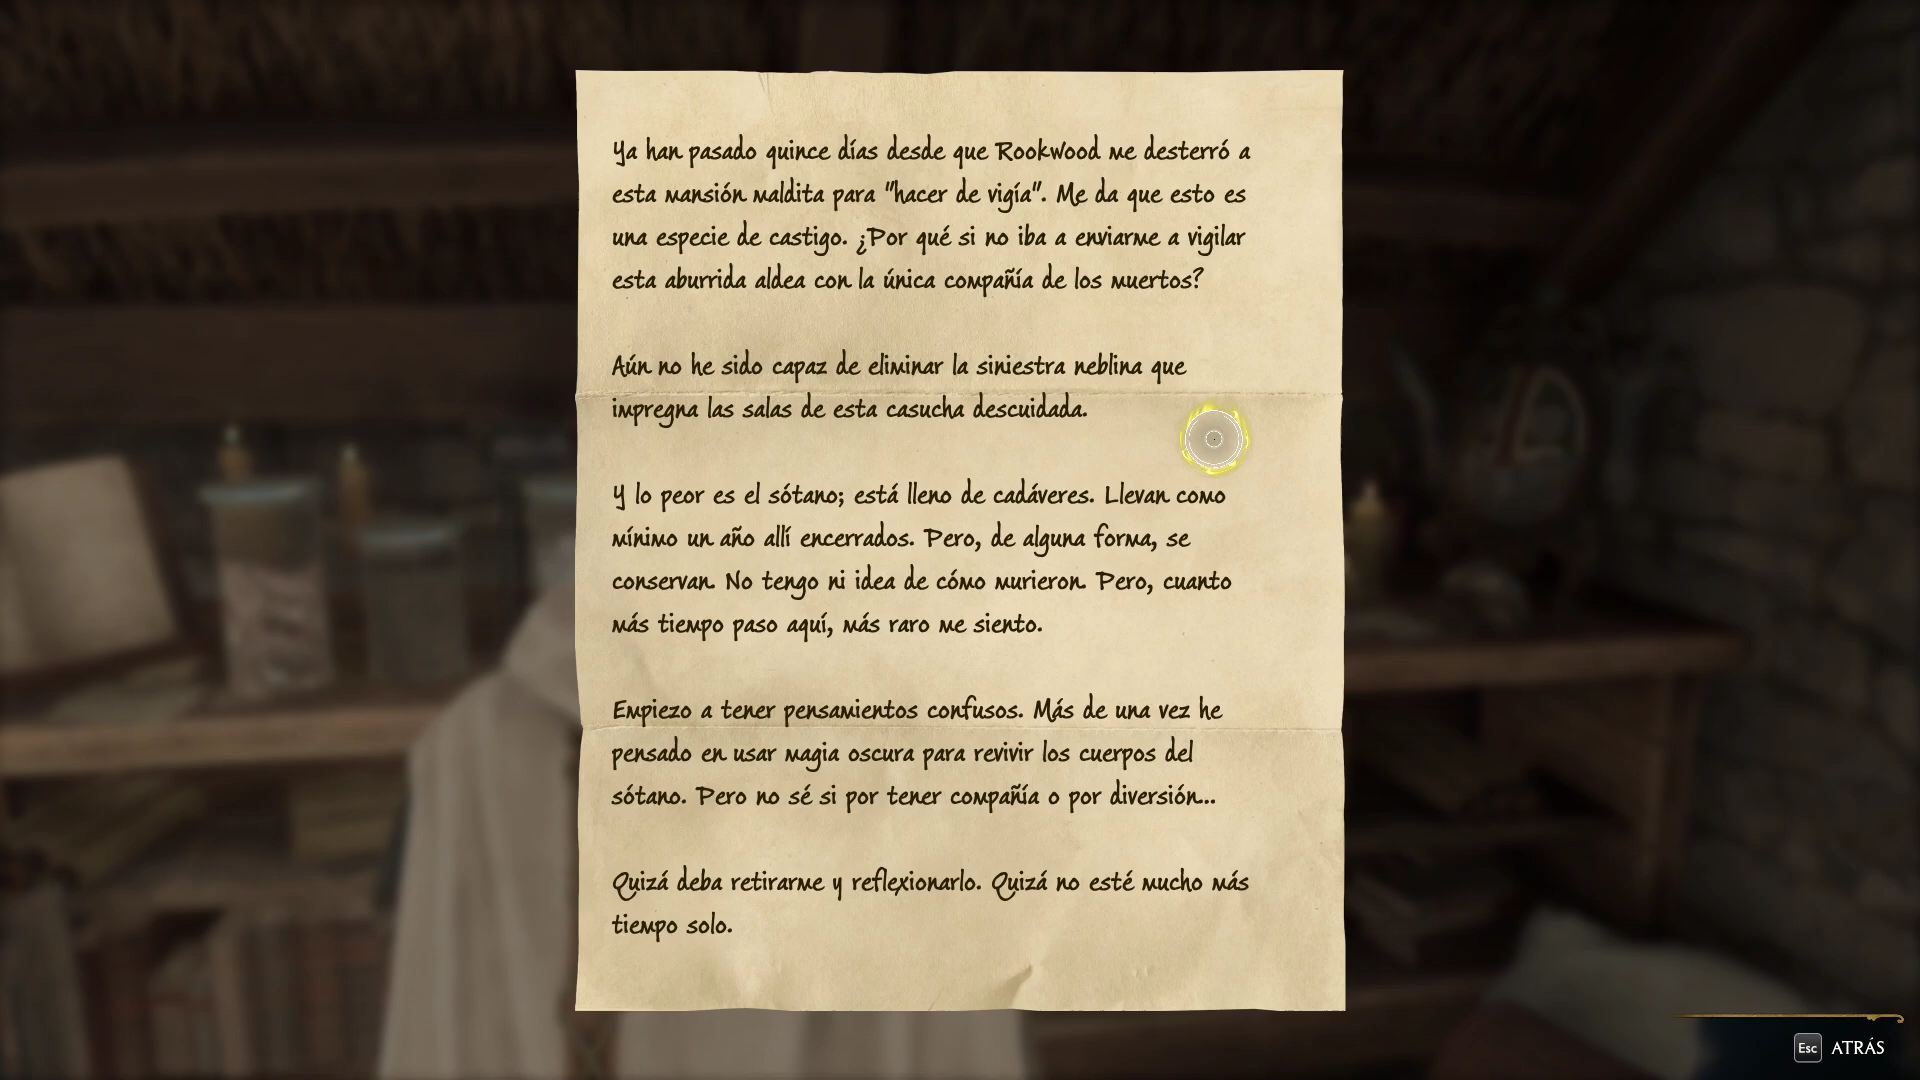 Ya han pasado quince días desde que Rookwood me desterró a
esta mansión maldita para "hacer de vigía". Me da que esto es
una especie de castigo. ¿Por qué si no iba a enviarme a vigilar
esta aburrida aldea con la única compañía de los muertos?
Aún no he sido capaz de eliminar la siniestra neblina que
impregna las salas de esta casucha descuidada.
Y lo peor es el sótano; está lleno de cadáveres. Llevan como
mínimo un año allí encerrados. Pero, de alguna forma, se
conservan. No tengo ni idea de cómo murieron. Pero, cuanto
más tiempo paso aquí, más raro me siento.
Empiezo a tener pensamientos confusos. Más de una vez he
pensado en usar magia oscura para revivir los cuerpos del
sótano. Pero no sé si por tener compañía o por diversión...
Quizá deba retirarme y reflexionarlo. Quizá no esté mucho más
tiempo solo.
Esc ATRÁS